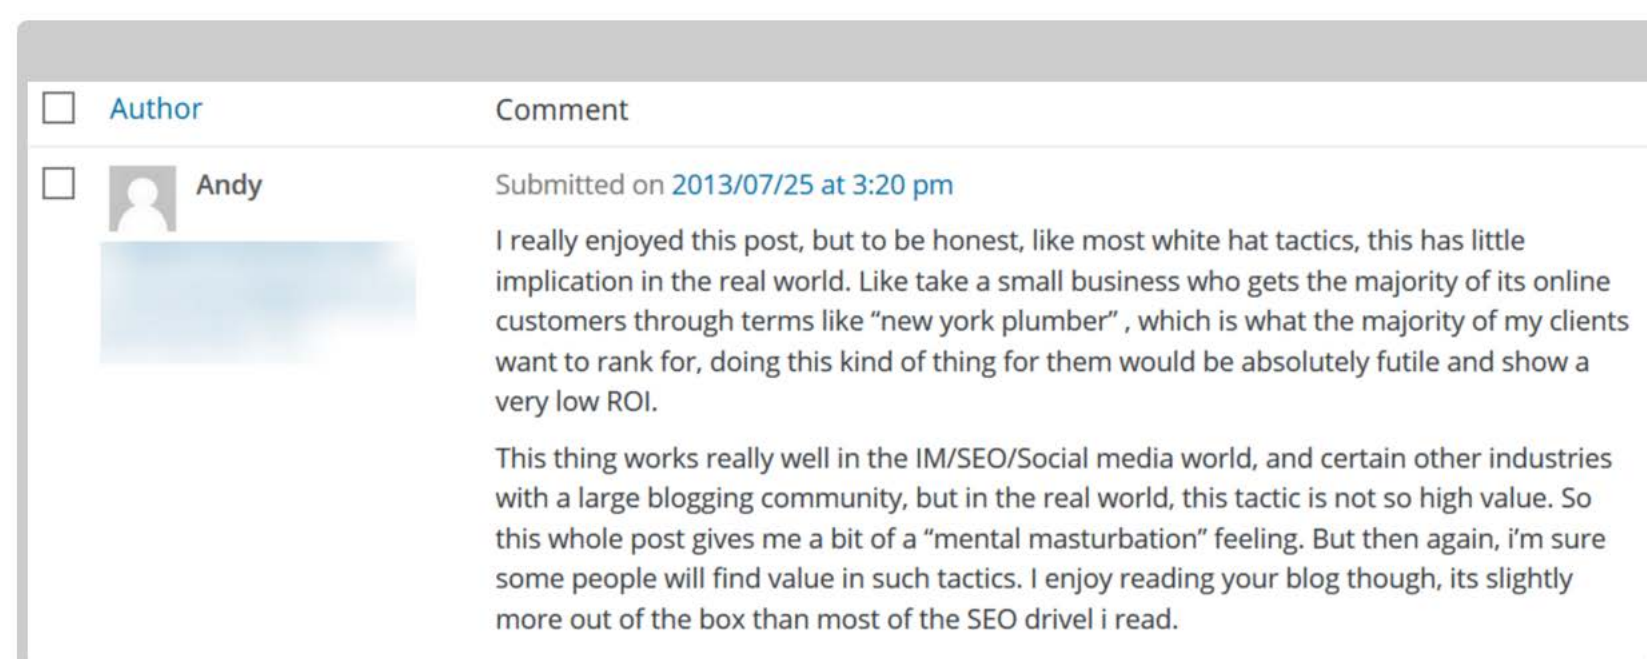 Author Comment
Andy Submitted on 2013/07/25 at 3:20 pm
I really enjoyed this post, but to be honest, like most white hat tactics, this has little
implication in the real world. Like take a small business who gets the majority of its online
customers through terms like “new york plumber” , which is what the majority of my clients
want to rank for, doing this kind of thing for them would be absolutely futile and show a
very low ROI.
This thing works really well in the IM/SEO/Social media world, and certain other industries
with a large blogging community, but in the real world, this tactic is not so high value. So
this whole post gives me a bit of a “mental masturbation” feeling. But then again, i’m sure
some people will find value in such tactics. I enjoy reading your blog though, its slightly
more out of the box than most of the SEO drivel i read.